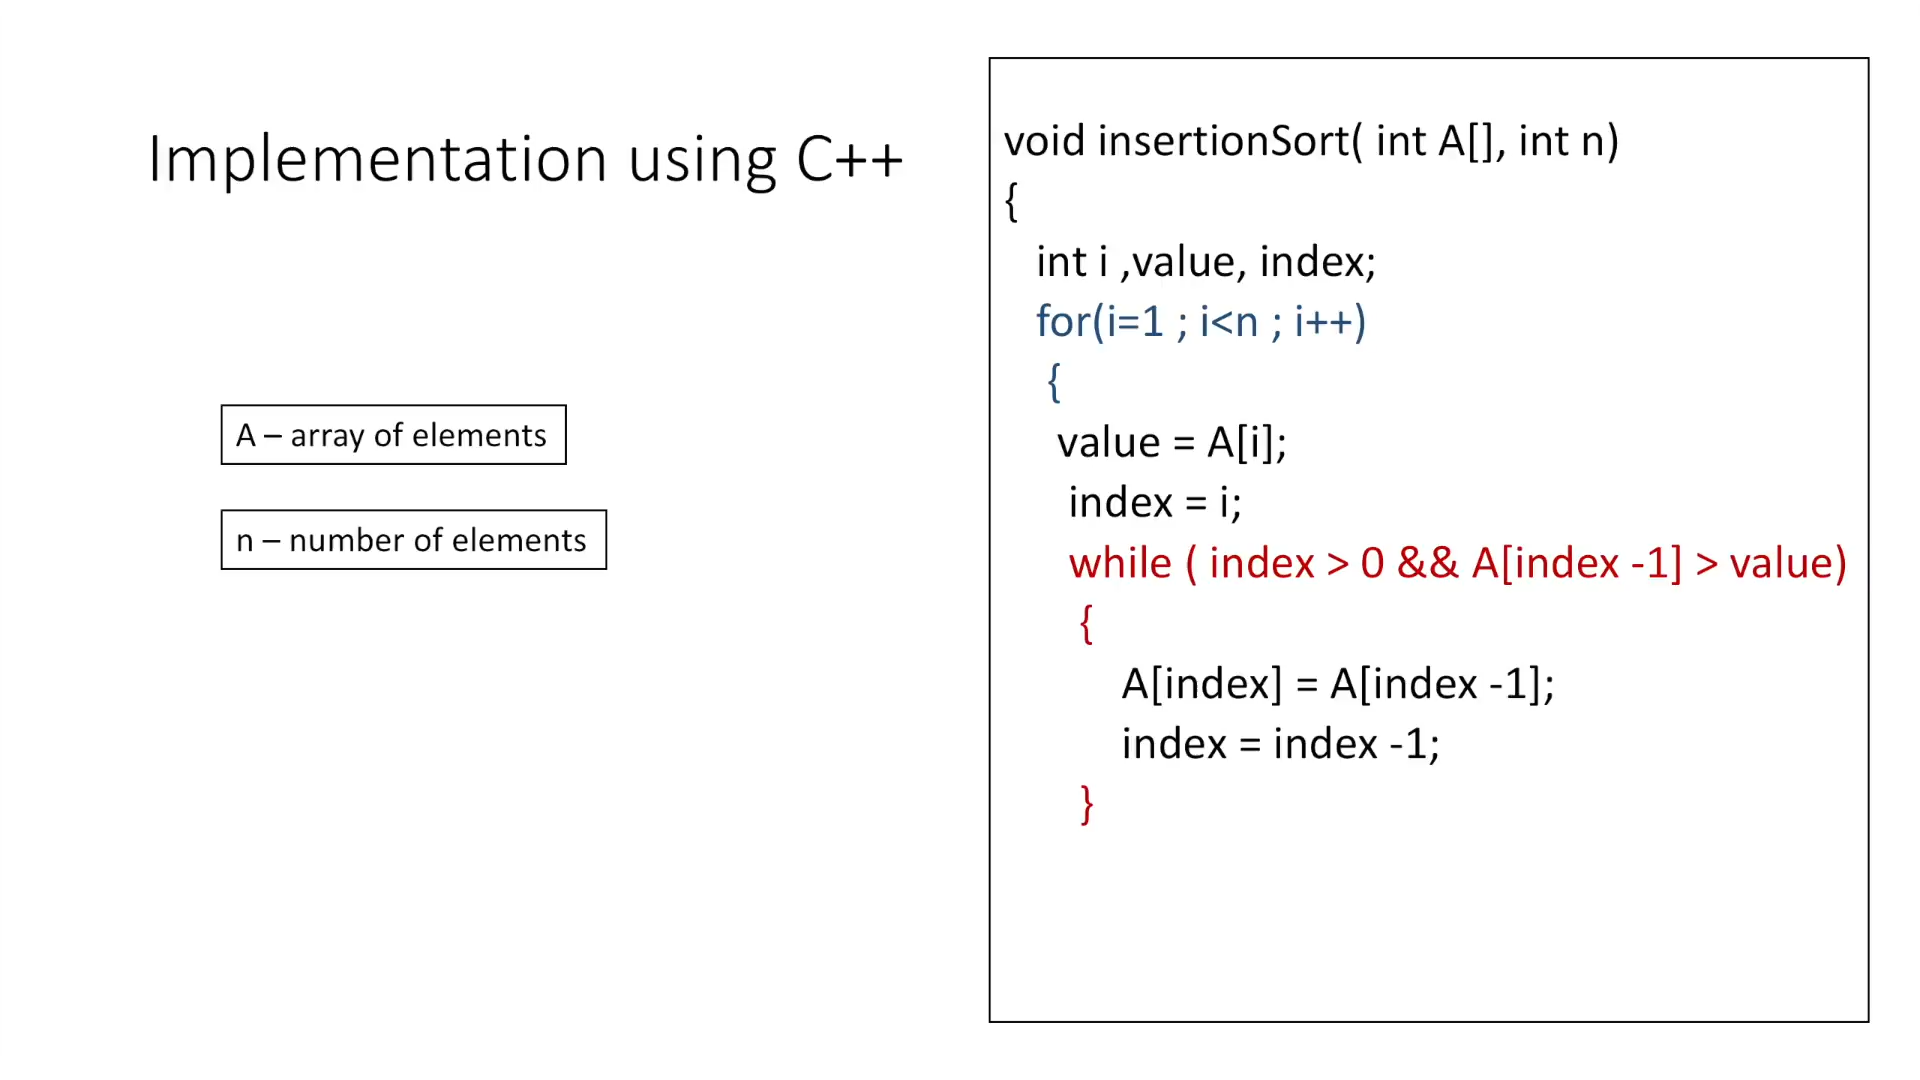 Implementation using C++
A – array of elements
n – number of elements
void insertionSort( int A[], int n)
{
int i ,value, index;
for(i=1 ; i<n ; i++)
{
value = A[i];
index = i;
while ( index > 0 && A[index -1] > value)
{
A[index] = A[index -1];
index = index -1;
}